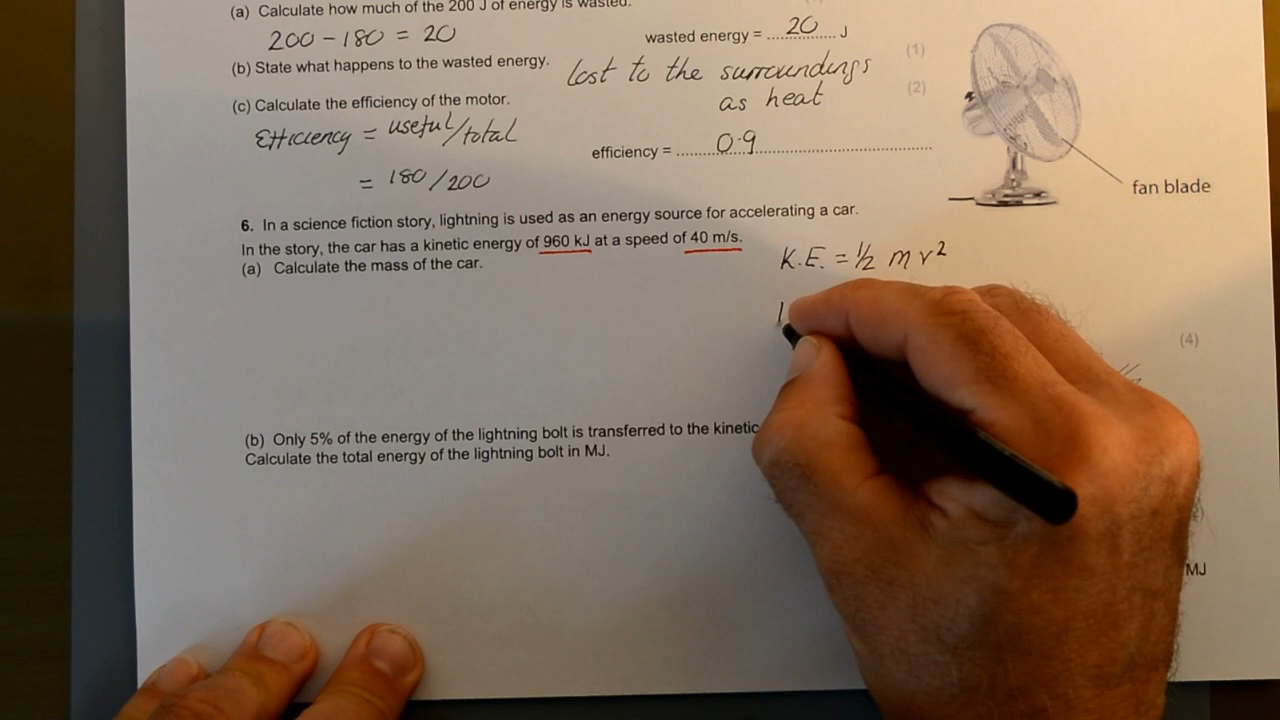 (a) Calculate how much of the 200 J of energy is wasted.
200 - 180 = 20
wasted energy = ...20... J
(1)
(b) State what happens to the wasted energy.
Lost to the surroundings
as heat
(2)
(c) Calculate the efficiency of the motor.
Efficiency = useful/total
efficiency = ...0.9...
= 180/200
fan blade
6. In a science fiction story, lightning is used as an energy source for accelerating a car.
In the story, the car has a kinetic energy of 960 kJ at a speed of 40 m/s.
(a) Calculate the mass of the car.
K.E. = ½ m v²
(4)
(b) Only 5% of the energy of the lightning bolt is transferred to the kinetic
Calculate the total energy of the lightning bolt in MJ.
MJ